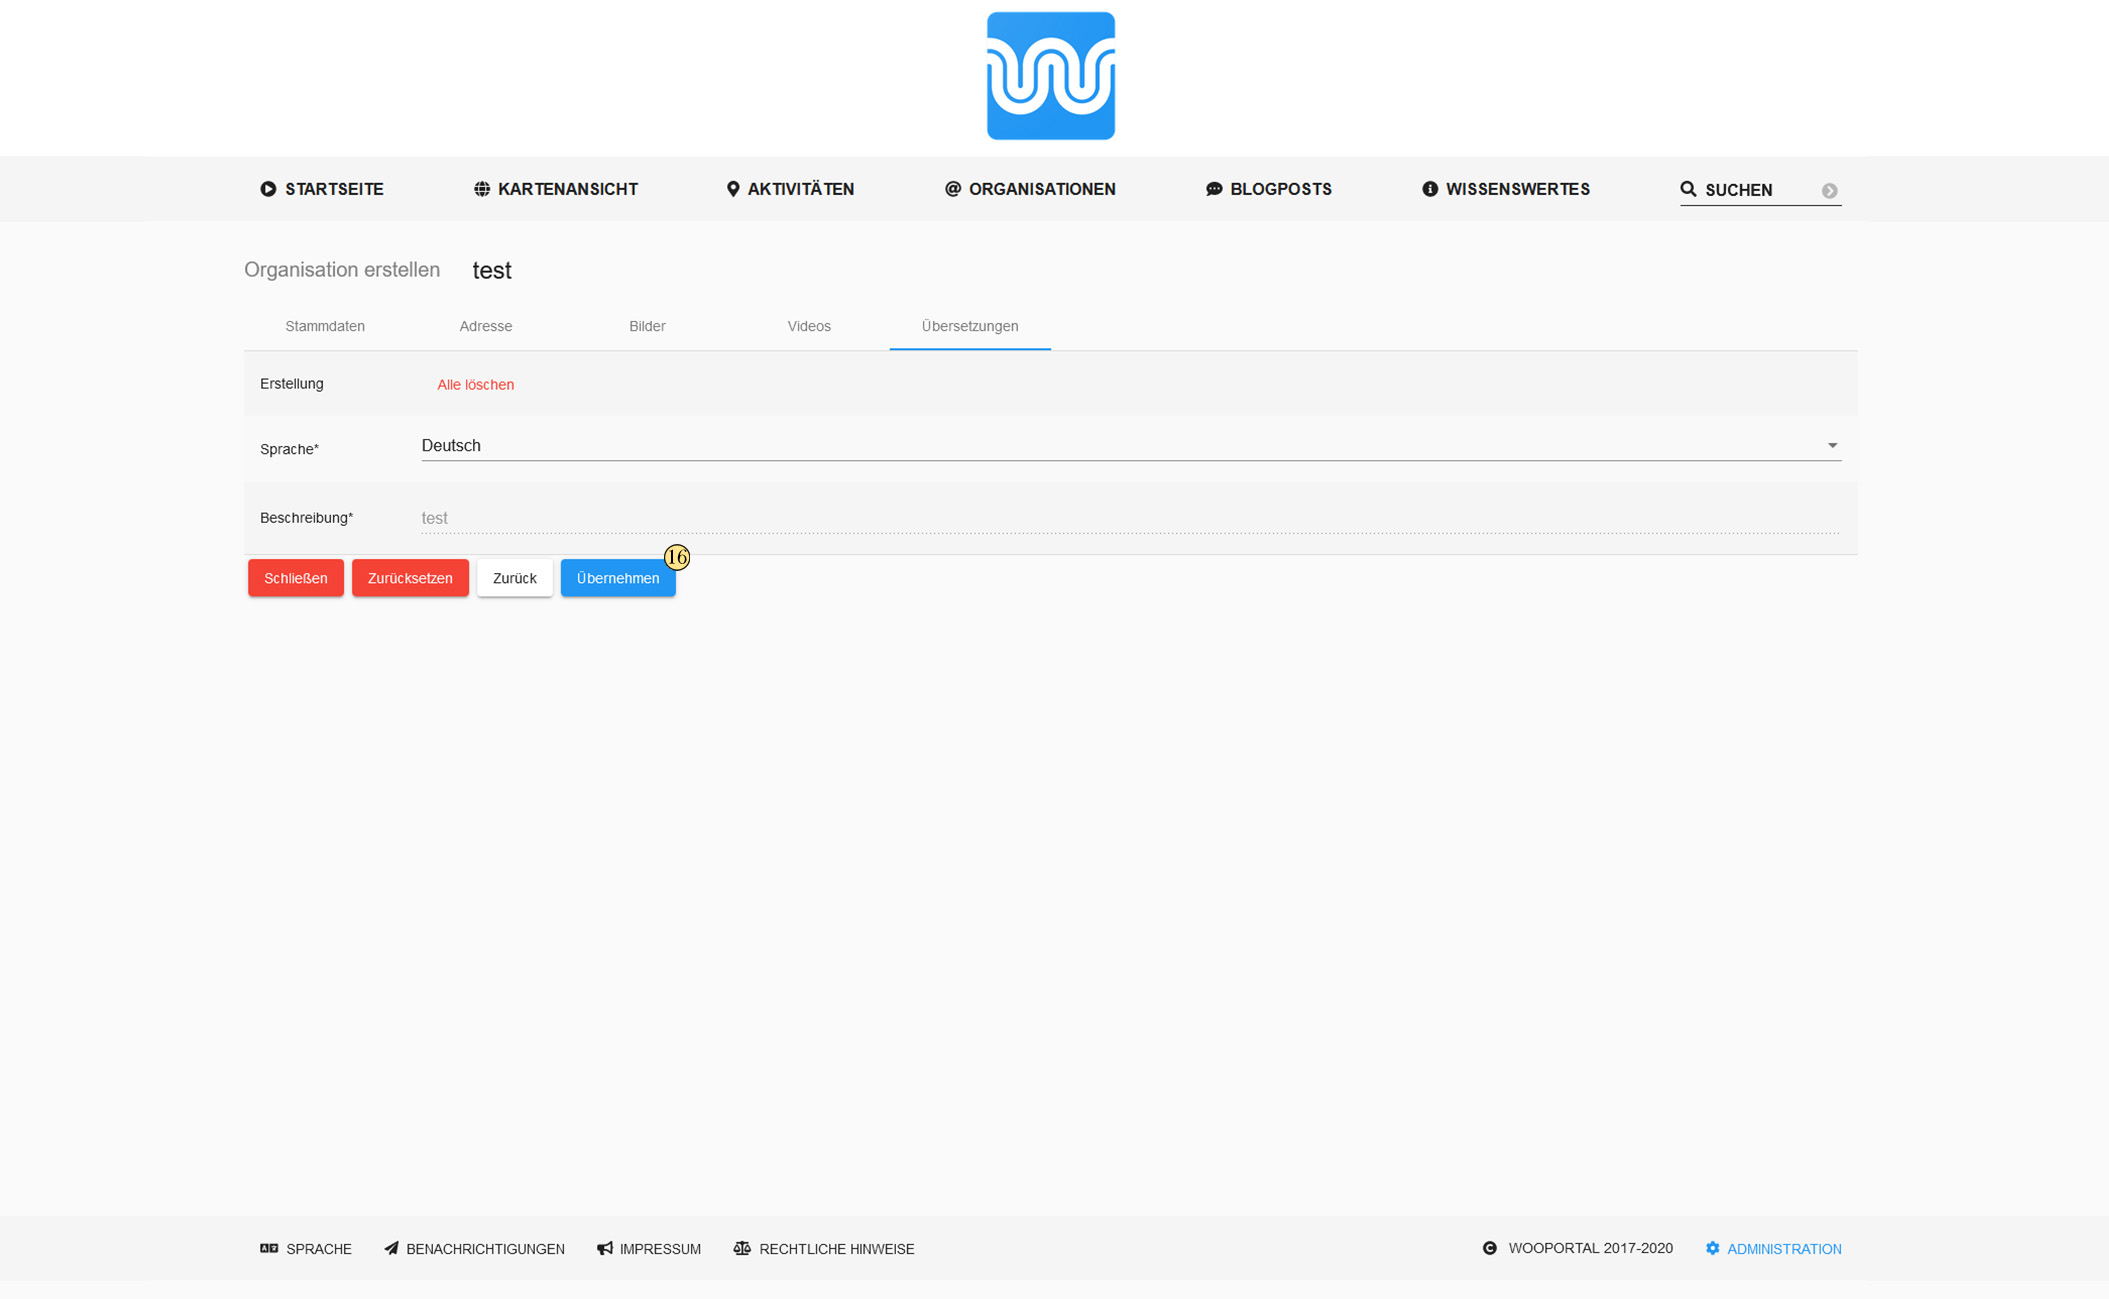 STARTSEITE KARTENANSICHT AKTIVITÄTEN ORGANISATIONEN BLOGPOSTS WISSENSWERTES SUCHEN
Organisation erstellen test
Stammdaten Adresse Bilder Videos Übersetzungen
Erstellung Alle löschen
Sprache* Deutsch
Beschreibung* test
16
Schließen Zurücksetzen Zurück Übernehmen
SPRACHE BENACHRICHTIGUNGEN IMPRESSUM RECHTLICHE HINWEISE WOOPORTAL 2017-2020 ADMINISTRATION